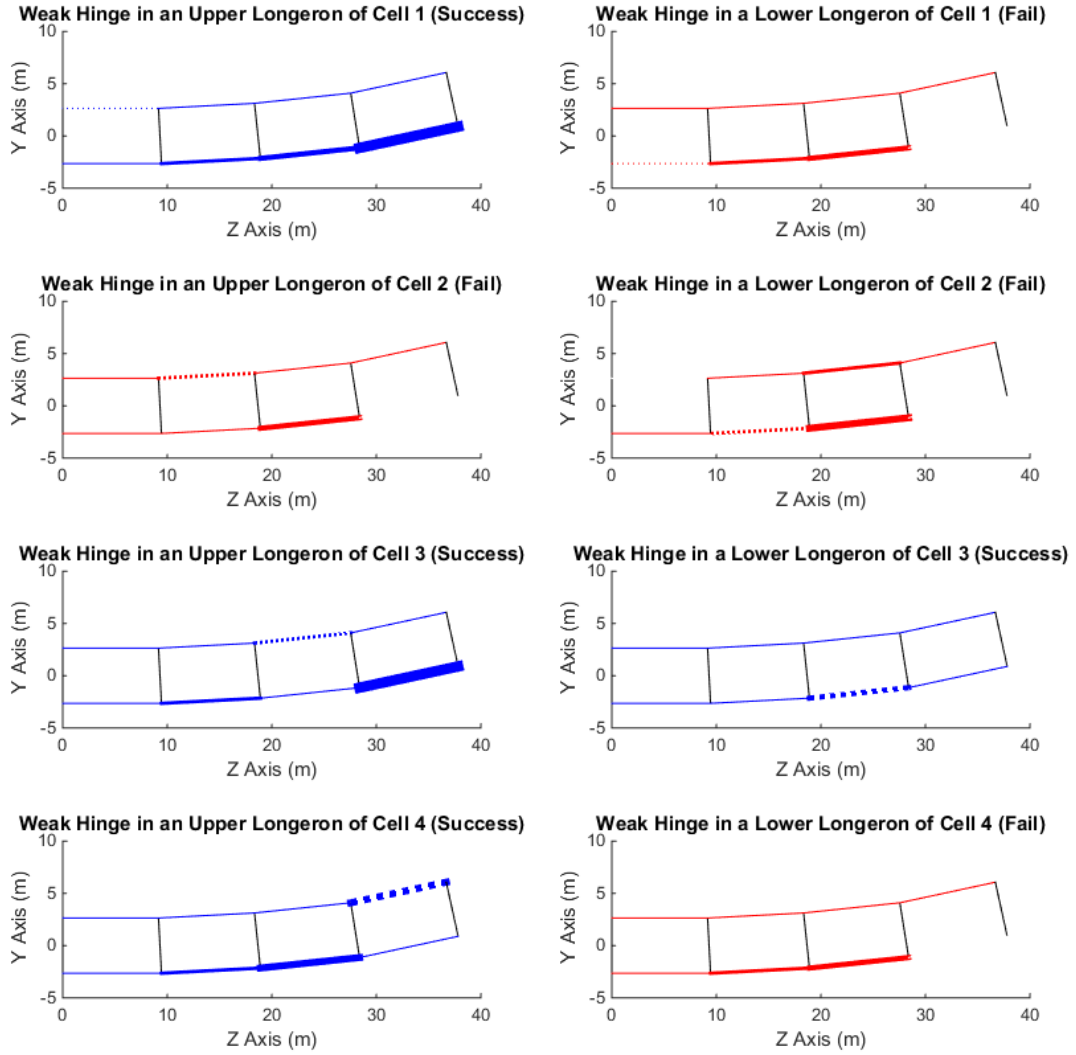 Weak Hinge in an Upper Longeron of Cell 1 (Success)
10
5
0
-5
Y Axis (m)
0 10 20 30 40
Z Axis (m)
Weak Hinge in a Lower Longeron of Cell 1 (Fail)
10
5
0
-5
Y Axis (m)
0 10 20 30 40
Z Axis (m)
Weak Hinge in an Upper Longeron of Cell 2 (Fail)
10
5
0
-5
Y Axis (m)
0 10 20 30 40
Z Axis (m)
Weak Hinge in a Lower Longeron of Cell 2 (Fail)
10
5
0
-5
Y Axis (m)
0 10 20 30 40
Z Axis (m)
Weak Hinge in an Upper Longeron of Cell 3 (Success)
10
5
0
-5
Y Axis (m)
0 10 20 30 40
Z Axis (m)
Weak Hinge in a Lower Longeron of Cell 3 (Success)
10
5
0
-5
Y Axis (m)
0 10 20 30 40
Z Axis (m)
Weak Hinge in an Upper Longeron of Cell 4 (Success)
10
5
0
-5
Y Axis (m)
0 10 20 30 40
Z Axis (m)
Weak Hinge in a Lower Longeron of Cell 4 (Fail)
10
5
0
-5
Y Axis (m)
0 10 20 30 40
Z Axis (m)